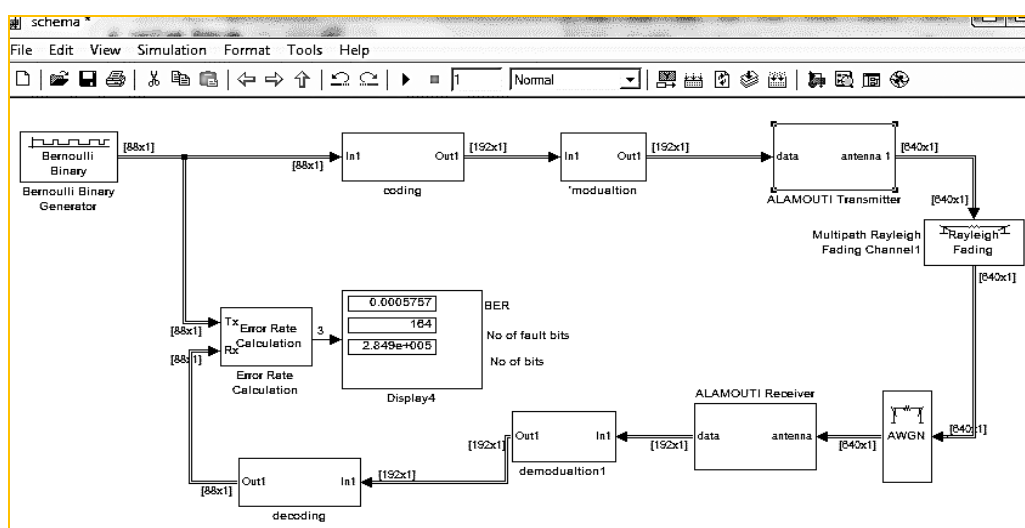 schema *
File Edit View Simulation Format Tools Help
1 Normal
Bernoulli
Binary
Bernoulli Binary
Generator
[88x1]
[88x1]
In1 Out1
coding
[192x1]
In1 Out1
'modualtion
[192x1]
data antenna 1
ALAMOUTI Transmitter
[640x1]
[640x1]
Multipath Rayleigh
Fading Channel1
Rayleigh
Fading
[640x1]
[88x1]
Tx
Rx
Error Rate
Calculation
[88x1]
Error Rate
Calculation
3
0.0005757
164
2.849e+005
BER
No of fault bits
No of bits
Display4
ALAMOUTI Receiver
data antenna
[640x1]
AWGN
[640x1]
[192x1]
Out1 In1
demodualtion1
[192x1]
[192x1]
Out1 In1
decoding
[88x1]